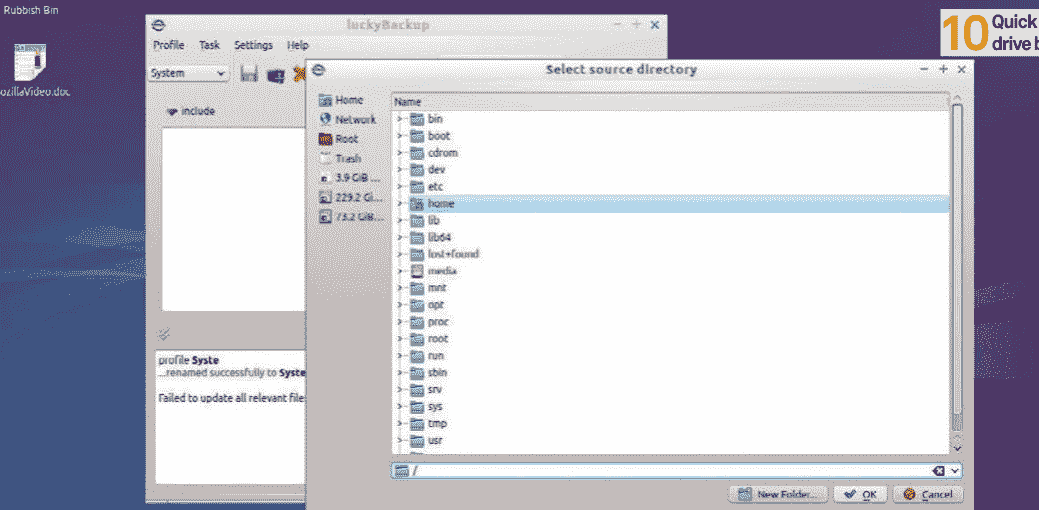 Rubbish Bin
ozillaVideo.doc
luckyBackup
Profile Task Settings Help
System
include
profile Syste
...renamed successfully to Syste
Failed to update all relevant file
Select source directory
Home
Network
Root
Trash
3.9 GiB ...
229.2 Gi...
73.2 GiB...
Name
bin
boot
cdrom
dev
etc
home
lib
lib64
lost+found
media
mnt
opt
proc
root
run
sbin
srv
sys
tmp
usr
/
New Folder...
OK
Cancel
10 Quick
drive b